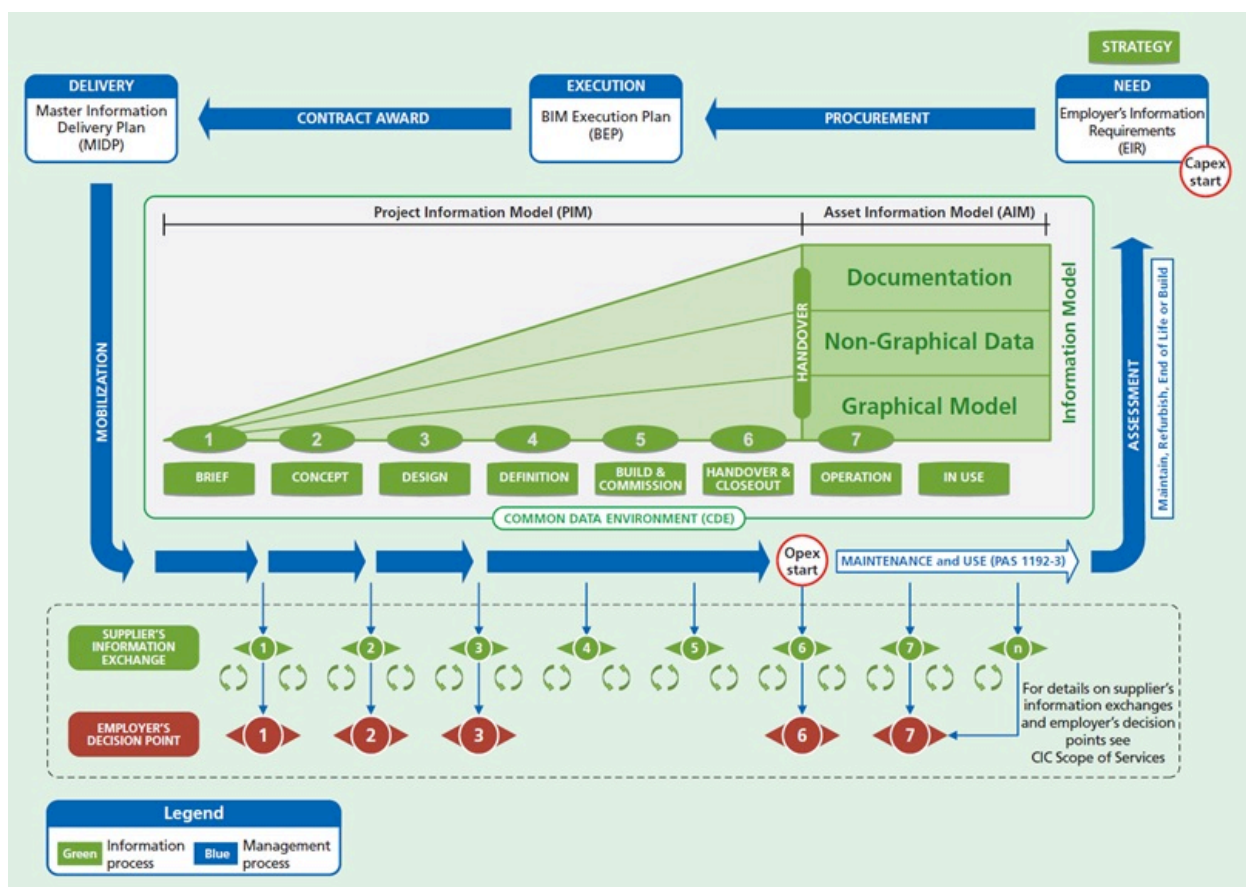 STRATEGY
DELIVERY
Master Information
Delivery Plan
(MIDP)
CONTRACT AWARD
EXECUTION
BIM Execution Plan
(BEP)
PROCUREMENT
NEED
Employer's Information
Requirements
(EIR)
Capex
start
Project Information Model (PIM)
Asset Information Model (AIM)
MOBILIZATION
HANDOVER
Documentation
Non-Graphical Data
Graphical Model
Information Model
ASSESSMENT
Maintain, Refurbish, End of Life or Build
1
2
3
4
5
6
7
BRIEF
CONCEPT
DESIGN
DEFINITION
BUILD &
COMMISSION
HANDOVER &
CLOSEOUT
OPERATION
IN USE
COMMON DATA ENVIRONMENT (CDE)
Opex
start
MAINTENANCE and USE (PAS 1192-3)
SUPPLIER'S
INFORMATION
EXCHANGE
1
2
3
4
5
6
7
n
EMPLOYER'S
DECISION POINT
1
2
3
6
7
For details on supplier's
information exchanges
and employer's decision
points see
CIC Scope of Services
Legend
Green
Information
process
Blue
Management
process